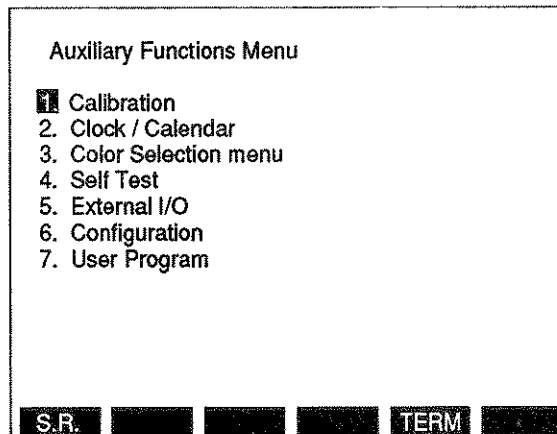 Auxiliary Functions Menu
1. Calibration
2. Clock / Calendar
3. Color Selection menu
4. Self Test
5. External I/O
6. Configuration
7. User Program
S.R. TERM